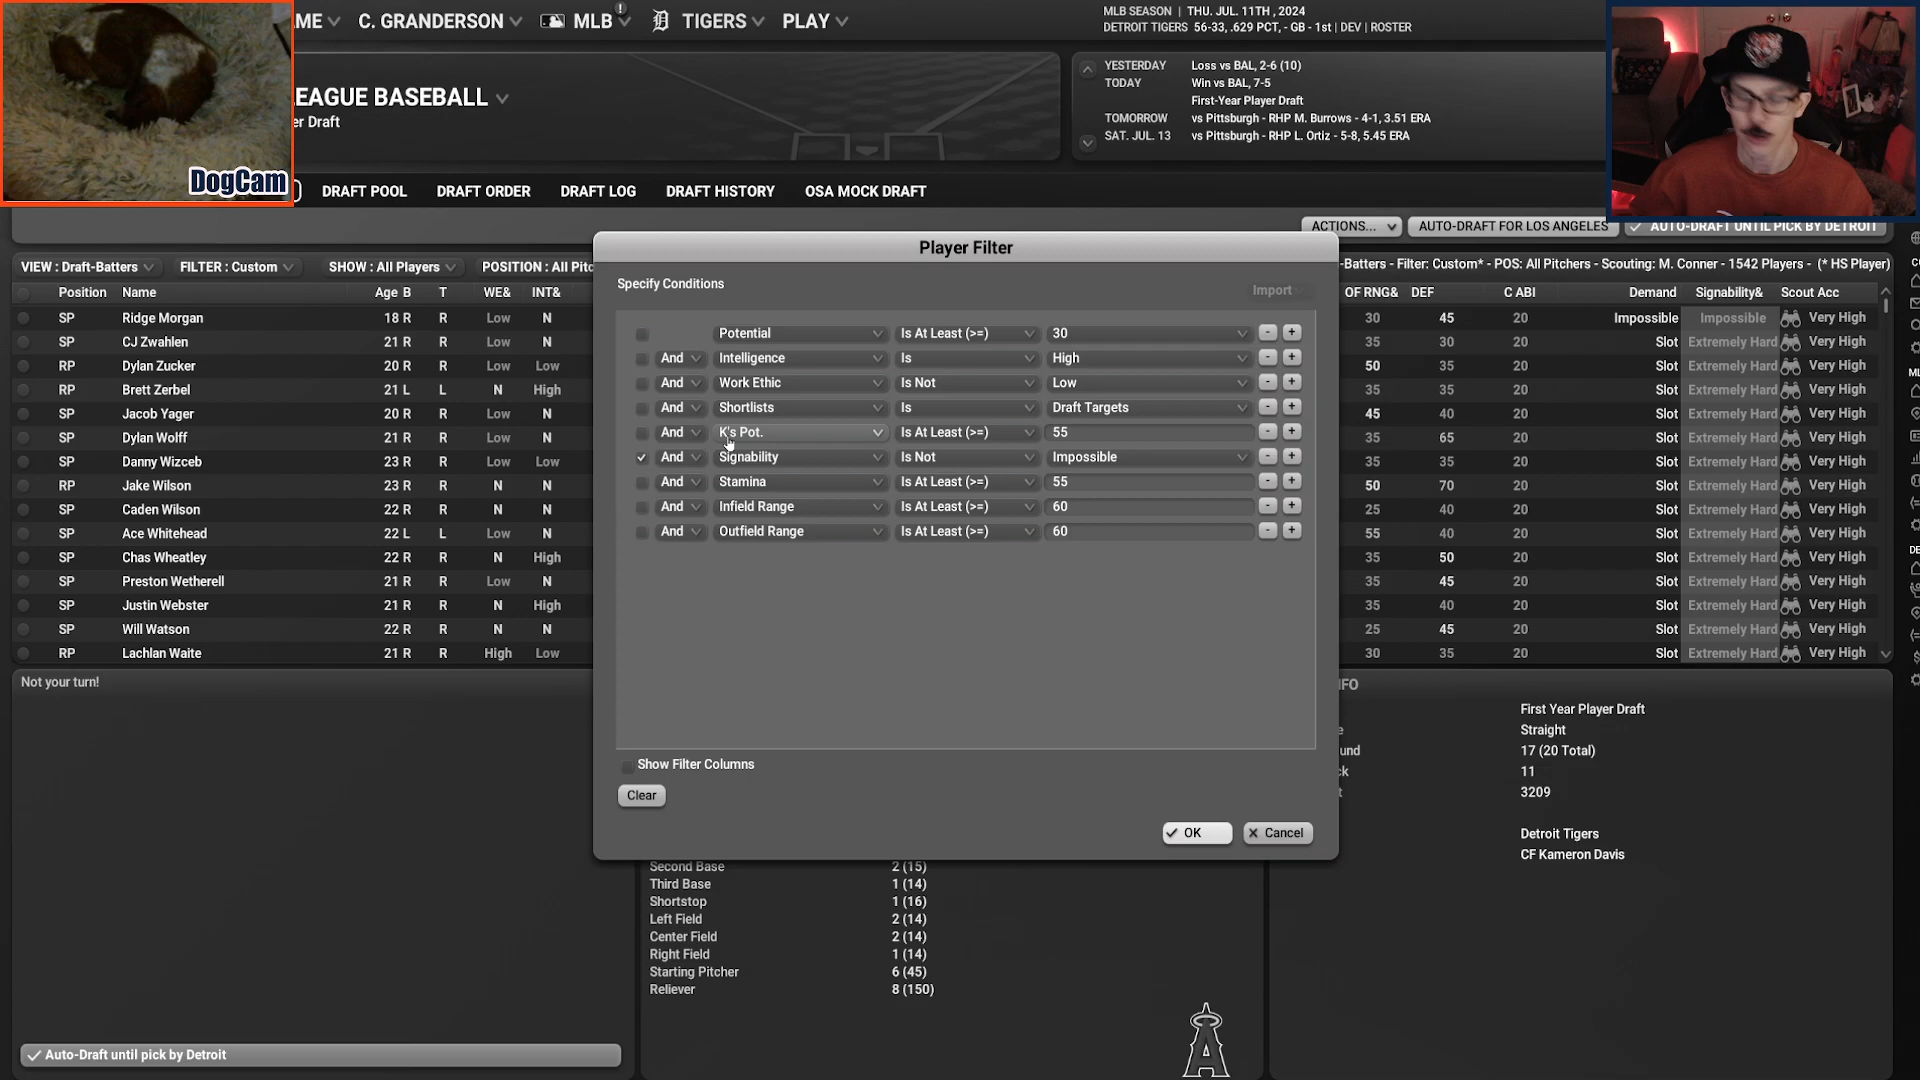 ME C. GRANDERSON MLB ! TIGERS PLAY
MLB SEASON | THU. JUL. 11TH , 2024
DETROIT TIGERS 56-33, .629 PCT, - GB - 1st | DEV | ROSTER
EAGUE BASEBALL
er Draft
YESTERDAY Loss vs BAL, 2-6 (10)
TODAY Win vs BAL, 7-5
First-Year Player Draft
TOMORROW vs Pittsburgh - RHP M. Burrows - 4-1, 3.51 ERA
SAT. JUL. 13 vs Pittsburgh - RHP L. Ortiz - 5-8, 5.45 ERA
DogCam
DRAFT POOL DRAFT ORDER DRAFT LOG DRAFT HISTORY OSA MOCK DRAFT
ACTIONS... AUTO-DRAFT FOR LOS ANGELES AUTO-DRAFT UNTIL PICK BY DETROIT
VIEW : Draft-Batters FILTER : Custom SHOW : All Players POSITION : All Pitc
-Batters - Filter: Custom* - POS: All Pitchers - Scouting: M. Conner - 1542 Players - (* HS Player)
Position Name Age B T WE& INT& OF RNG& DEF C ABI Demand Signability& Scout Acc
SP Ridge Morgan 18 R R Low N 30 45 Impossible Impossible Very High
SP CJ Zwahlen 21 R R Low N 35 30 20 Slot Extremely Hard Very High
RP Dylan Zucker 20 R R Low Low 50 35 20 Slot Extremely Hard Very High
RP Brett Zerbel 21 L L N High 35 35 20 Slot Extremely Hard Very High
SP Jacob Yager 20 R R Low N 45 40 20 Slot Extremely Hard Very High
SP Dylan Wolff 21 R R Low N 35 65 20 Slot Extremely Hard Very High
SP Danny Wizceb 23 R R Low Low 35 35 20 Slot Extremely Hard Very High
RP Jake Wilson 23 R R N N 50 70 20 Slot Extremely Hard Very High
SP Caden Wilson 22 R R N N 25 40 20 Slot Extremely Hard Very High
SP Ace Whitehead 22 L L Low N 55 40 20 Slot Extremely Hard Very High
SP Chas Wheatley 22 R R N High 35 50 20 Slot Extremely Hard Very High
SP Preston Wetherell 21 R R Low N 35 45 20 Slot Extremely Hard Very High
SP Justin Webster 21 R R N High 35 40 20 Slot Extremely Hard Very High
SP Will Watson 22 R R N N 25 45 20 Slot Extremely Hard Very High
RP Lachlan Waite 21 R R High Low 30 35 20 Slot Extremely Hard Very High
Player Filter
Specify Conditions
Import
Potential Is At Least (>=) 30 - +
And Intelligence Is High - +
And Work Ethic Is Not Low - +
And Shortlists Is Draft Targets - +
And K's Pot. Is At Least (>=) 55 - +
And Signability Is Not Impossible - +
And Stamina Is At Least (>=) 55 - +
And Infield Range Is At Least (>=) 60 - +
And Outfield Range Is At Least (>=) 60 - +
Show Filter Columns
Clear
OK Cancel
Not your turn!
Auto-Draft until pick by Detroit
Second Base 2 (15)
Third Base 1 (14)
Shortstop 1 (16)
Left Field 2 (14)
Center Field 2 (14)
Right Field 1 (14)
Starting Pitcher 6 (45)
Reliever 8 (150)
A
FO
e First Year Player Draft
Straight
und 17 (20 Total)
ck 11
t 3209
Detroit Tigers
CF Kameron Davis